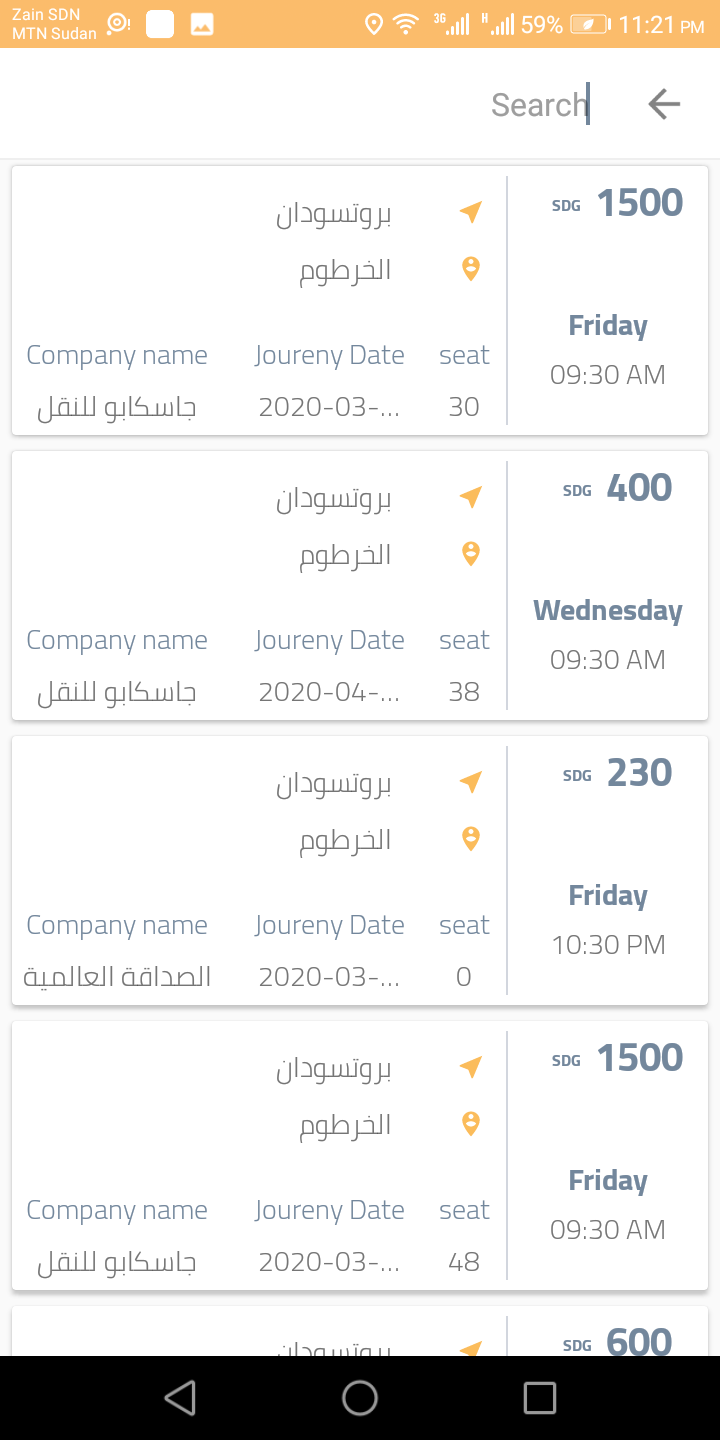 Zain SDN
MTN Sudan
3G H 59% 11:21 PM
Search
SDG 1500
بروتسودان
الخرطوم
Friday
09:30 AM
Company name Joureny Date seat
جاسكابو للنقل 2020-03-... 30
SDG 400
بروتسودان
الخرطوم
Wednesday
09:30 AM
Company name Joureny Date seat
جاسكابو للنقل 2020-04-... 38
SDG 230
بروتسودان
الخرطوم
Friday
10:30 PM
Company name Joureny Date seat
الصداقة العالمية 2020-03-... 0
SDG 1500
بروتسودان
الخرطوم
Friday
09:30 AM
Company name Joureny Date seat
جاسكابو للنقل 2020-03-... 48
SDG 600